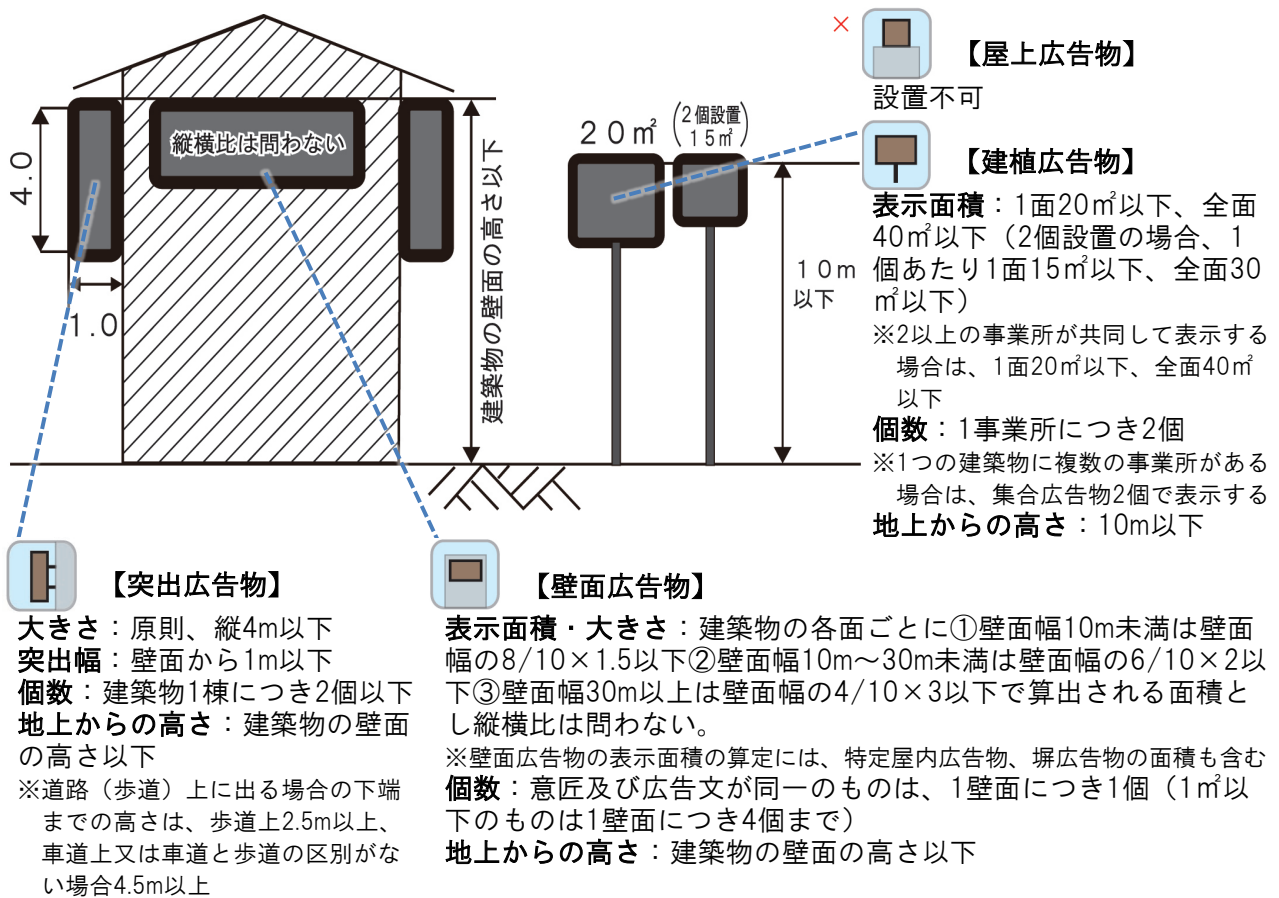 ×
【屋上広告物】
設置不可
縦横比は問わない
4.0
1.0
建築物の壁面の高さ以下
20㎡
(2個設置
15㎡)
10m
以下
【建植広告物】
表示面積：1面20㎡以下、全面
40㎡以下（2個設置の場合、1
個あたり1面15㎡以下、全面30
㎡以下）
※2以上の事業所が共同して表示する
場合は、1面20㎡以下、全面40㎡
以下
個数：1事業所につき2個
※1つの建築物に複数の事業所がある
場合は、集合広告物2個で表示する
地上からの高さ：10m以下
【突出広告物】
大きさ：原則、縦4m以下
突出幅：壁面から1m以下
個数：建築物1棟につき2個以下
地上からの高さ：建築物の壁面
の高さ以下
※道路（歩道）上に出る場合の下端
までの高さは、歩道上2.5m以上、
車道上又は車道と歩道の区別がな
い場合4.5m以上
【壁面広告物】
表示面積・大きさ：建築物の各面ごとに①壁面幅10m未満は壁面
幅の8/10×1.5以下②壁面幅10m～30m未満は壁面幅の6/10×2以
下③壁面幅30m以上は壁面幅の4/10×3以下で算出される面積と
し縦横比は問わない。
※壁面広告物の表示面積の算定には、特定屋内広告物、塀広告物の面積も含む
個数：意匠及び広告文が同一のものは、1壁面につき1個（1㎡以
下のものは1壁面につき4個まで）
地上からの高さ：建築物の壁面の高さ以下